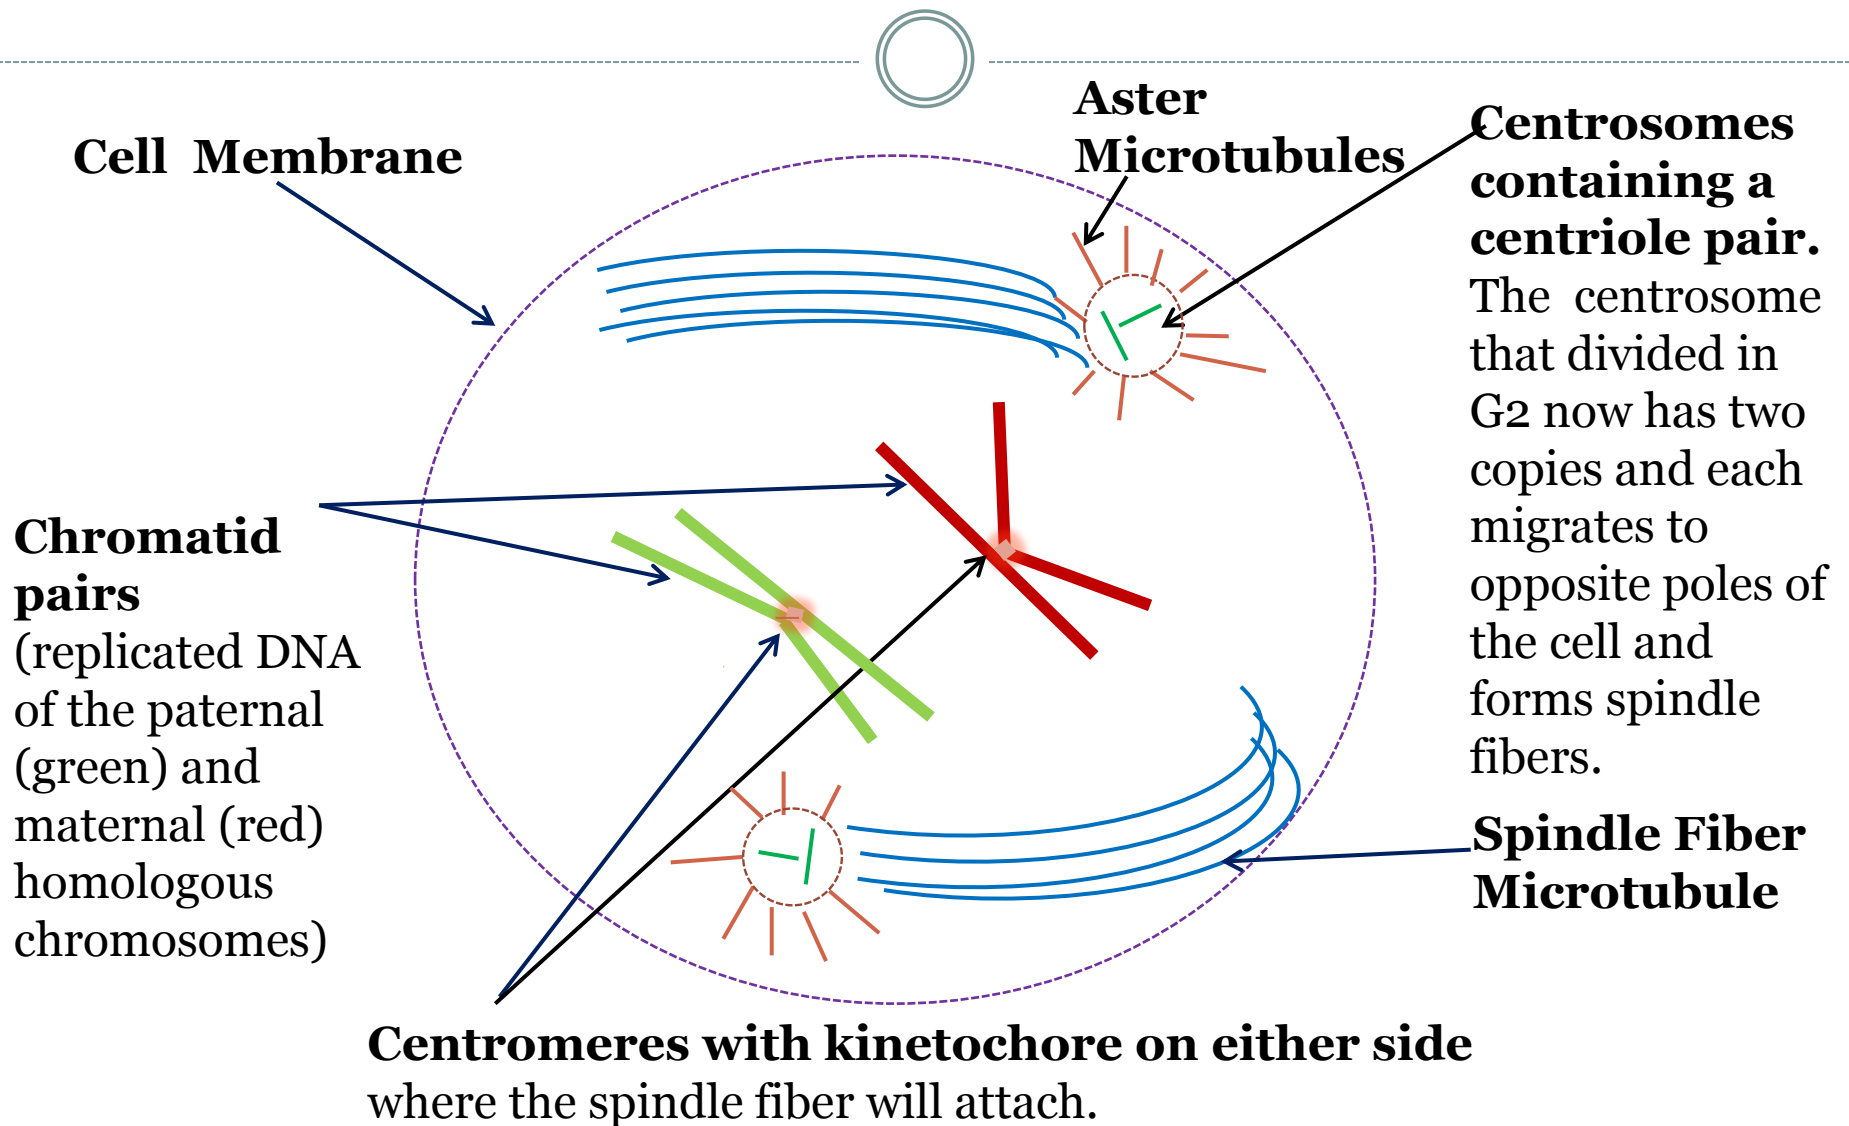 Cell  Membrane
Aster
Microtubules
Centrosomes
containing a
centriole pair.
The  centrosome
that divided in
G2 now has two
copies and each
migrates to
opposite poles of
the cell and
forms spindle
fibers.
Chromatid
pairs
(replicated DNA
of the paternal
(green) and
maternal (red)
homologous
chromosomes)
Spindle Fiber
Microtubule
Centromeres with kinetochore on either side
where the spindle fiber will attach.